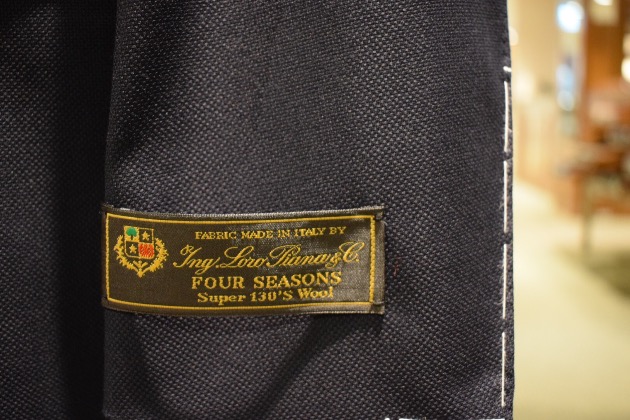 FABRIC MADE IN ITALY BY
Ing. Loro Piana & C.
FOUR SEASONS
Super 130'S Wool